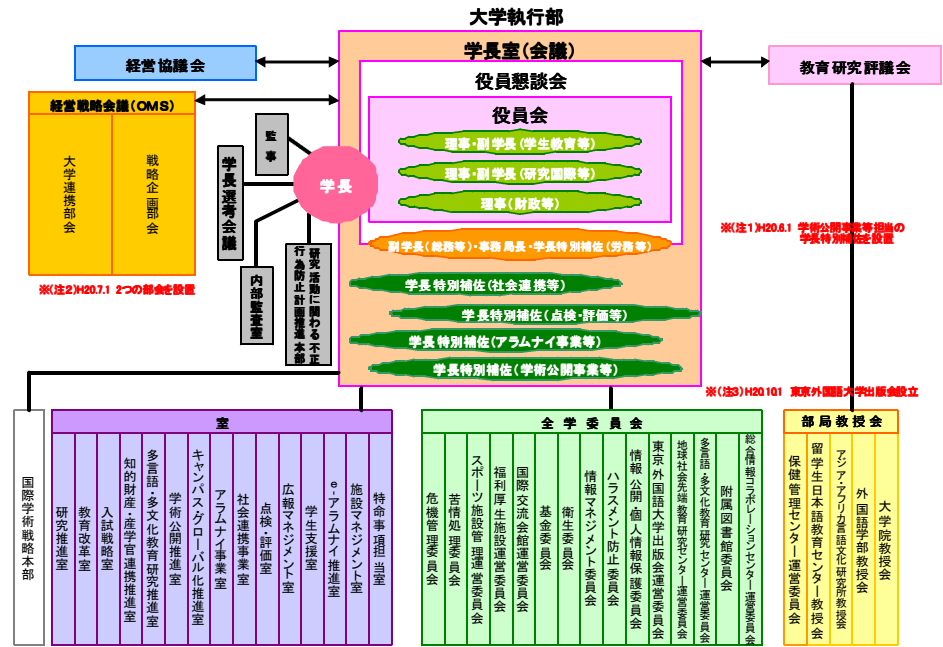 大学執行部
学長室（会議）
経営協議会
教育研究評議会
役員懇談会
経営戦略会議（ＯＭＳ）
役員会
監事
理事・副学長（学生教育等）
大学連携部会
戦略企画部会
学長選考会議
学長
理事・副学長（研究国際等）
理事（財政等）
※（注１）H20.6.1 学術公開事業等担当の
学長特別補佐を設置
副学長（総務等）・事務局長・学長特別補佐（労務等）
内部監査室
研究活動に関わる不正
行為防止計画推進本部
※（注２）H20.7.1 2つの部会を設置
学長特別補佐（社会連携等）
学長特別補佐（点検・評価等）
学長特別補佐（アラムナイ事業等）
学長特別補佐（学術公開事業等）
※（注３）H20.10.1 東京外国語大学出版会設立
国際学術戦略本部
室
研究推進室
教育改革室
入試戦略室
知的財産・産学官連携推進室
多言語・多文化教育研究推進室
学術公開推進室
キャンパス・グローバル化推進室
アラムナイ事業室
社会連携事業室
点検・評価室
広報マネジメント室
学生支援室
e-アラムナイ推進室
施設マネジメント室
特命事項担当室
全学委員会
危機管理委員会
苦情処理委員会
スポーツ施設管理運営委員会
福利厚生施設運営委員会
国際交流会館運営委員会
基金委員会
衛生委員会
情報マネジメント委員会
ハラスメント防止委員会
情報公開・個人情報保護委員会
東京外国語大学出版会運営委員会
地球社会先端教育研究センター運営委員会
多言語・多文化教育研究センター運営委員会
附属図書館委員会
総合情報コラボレーションセンター運営委員会
部局教授会
保健管理センター運営委員会
留学生日本語教育センター教授会
アジア・アフリカ言語文化研究所教授会
外国語学部教授会
大学院教授会